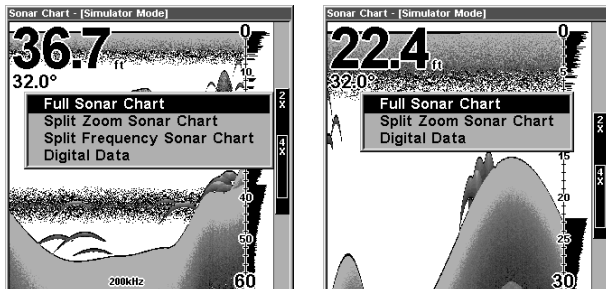 Sonar Chart - [Simulator Mode]
36.7 ft
0
32.0°
10
Full Sonar Chart
Split Zoom Sonar Chart
Split Frequency Sonar Chart
Digital Data
2X
4X
40
50
200kHz
60
Sonar Chart - [Simulator Mode]
22.4 ft
0
32.0°
5
Full Sonar Chart
Split Zoom Sonar Chart
Digital Data
2X
4X
15
20
25
30